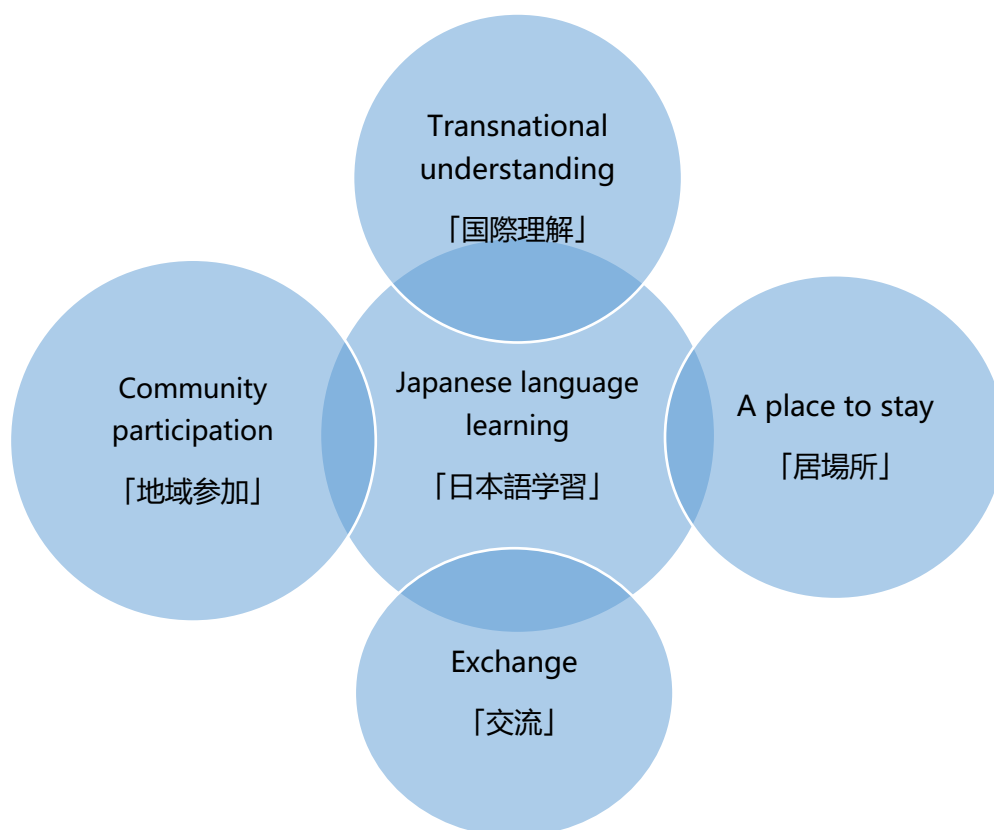 Transnational
understanding
「国際理解」
Community
participation
「地域参加」
Japanese language
learning
「日本語学習」
A place to stay
「居場所」
Exchange
「交流」